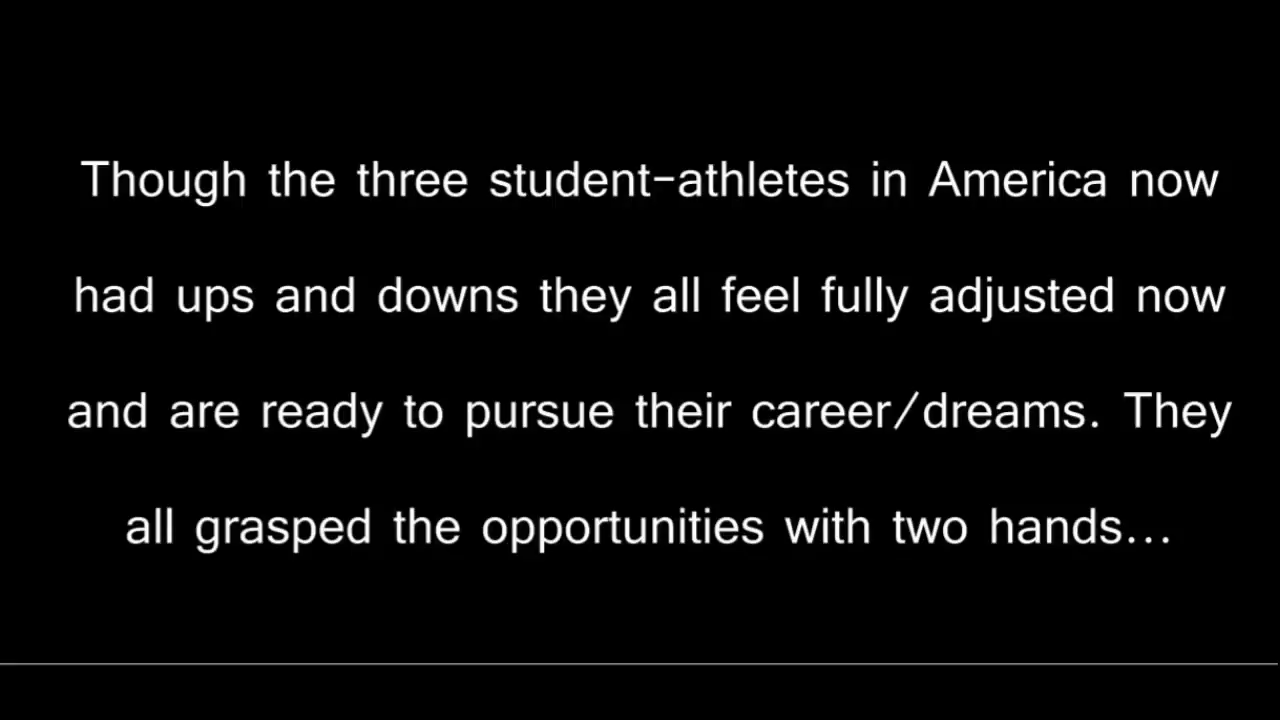 Though the three student-athletes in America now
had ups and downs they all feel fully adjusted now
and are ready to pursue their career/dreams. They
all grasped the opportunities with two hands...